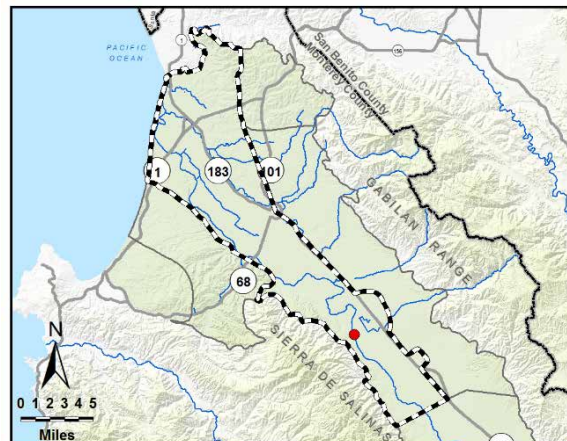 1
156
PACIFIC
OCEAN
San Benito County
Monterey County
1
183
101
GABILAN RANGE
68
SIERRA DE SALINAS
N
0 1 2 3 4 5
Miles